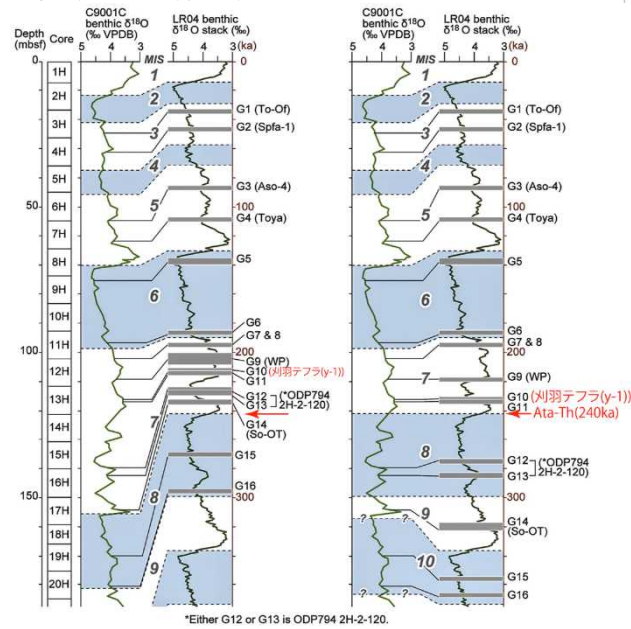 C9001C
benthic δ18O
(‰ VPDB)
LR04 benthic
δ18O stack (‰)
Depth
(mbsf)
Core
5 4 3
MIS
5 4 3
(ka)
0
1H
2H
3H
4H
5H
6H
50
7H
8H
9H
10H
100
11H
12H
13H
14H
15H
150
16H
17H
18H
19H
200
20H
1
2
3
4
5
6
7
8
9
0
G1 (To-Of)
G2 (Spfa-1)
G3 (Aso-4)
100
G4 (Toya)
G5
G6
G7 & 8
200
G9 (WP)
G10 (刈羽テフラ(y-1))
G11
G12
G13
(*ODP794
2H-2-120)
G14
(So-OT)
G15
G16
300
C9001C
benthic δ18O
(‰ VPDB)
LR04 benthic
δ18O stack (‰)
5 4 3
MIS
5 4 3
(ka)
1
2
3
4
5
6
7
8
9
10
? ?
? ?
0
G1 (To-Of)
G2 (Spfa-1)
G3 (Aso-4)
100
G4 (Toya)
G5
G6
G7 & 8
200
G9 (WP)
G10 (刈羽テフラ(y-1))
G11
Ata-Th(240ka)
G12
G13
(*ODP794
2H-2-120)
300
G14
(So-OT)
G15
G16
*Either G12 or G13 is ODP794 2H-2-120.